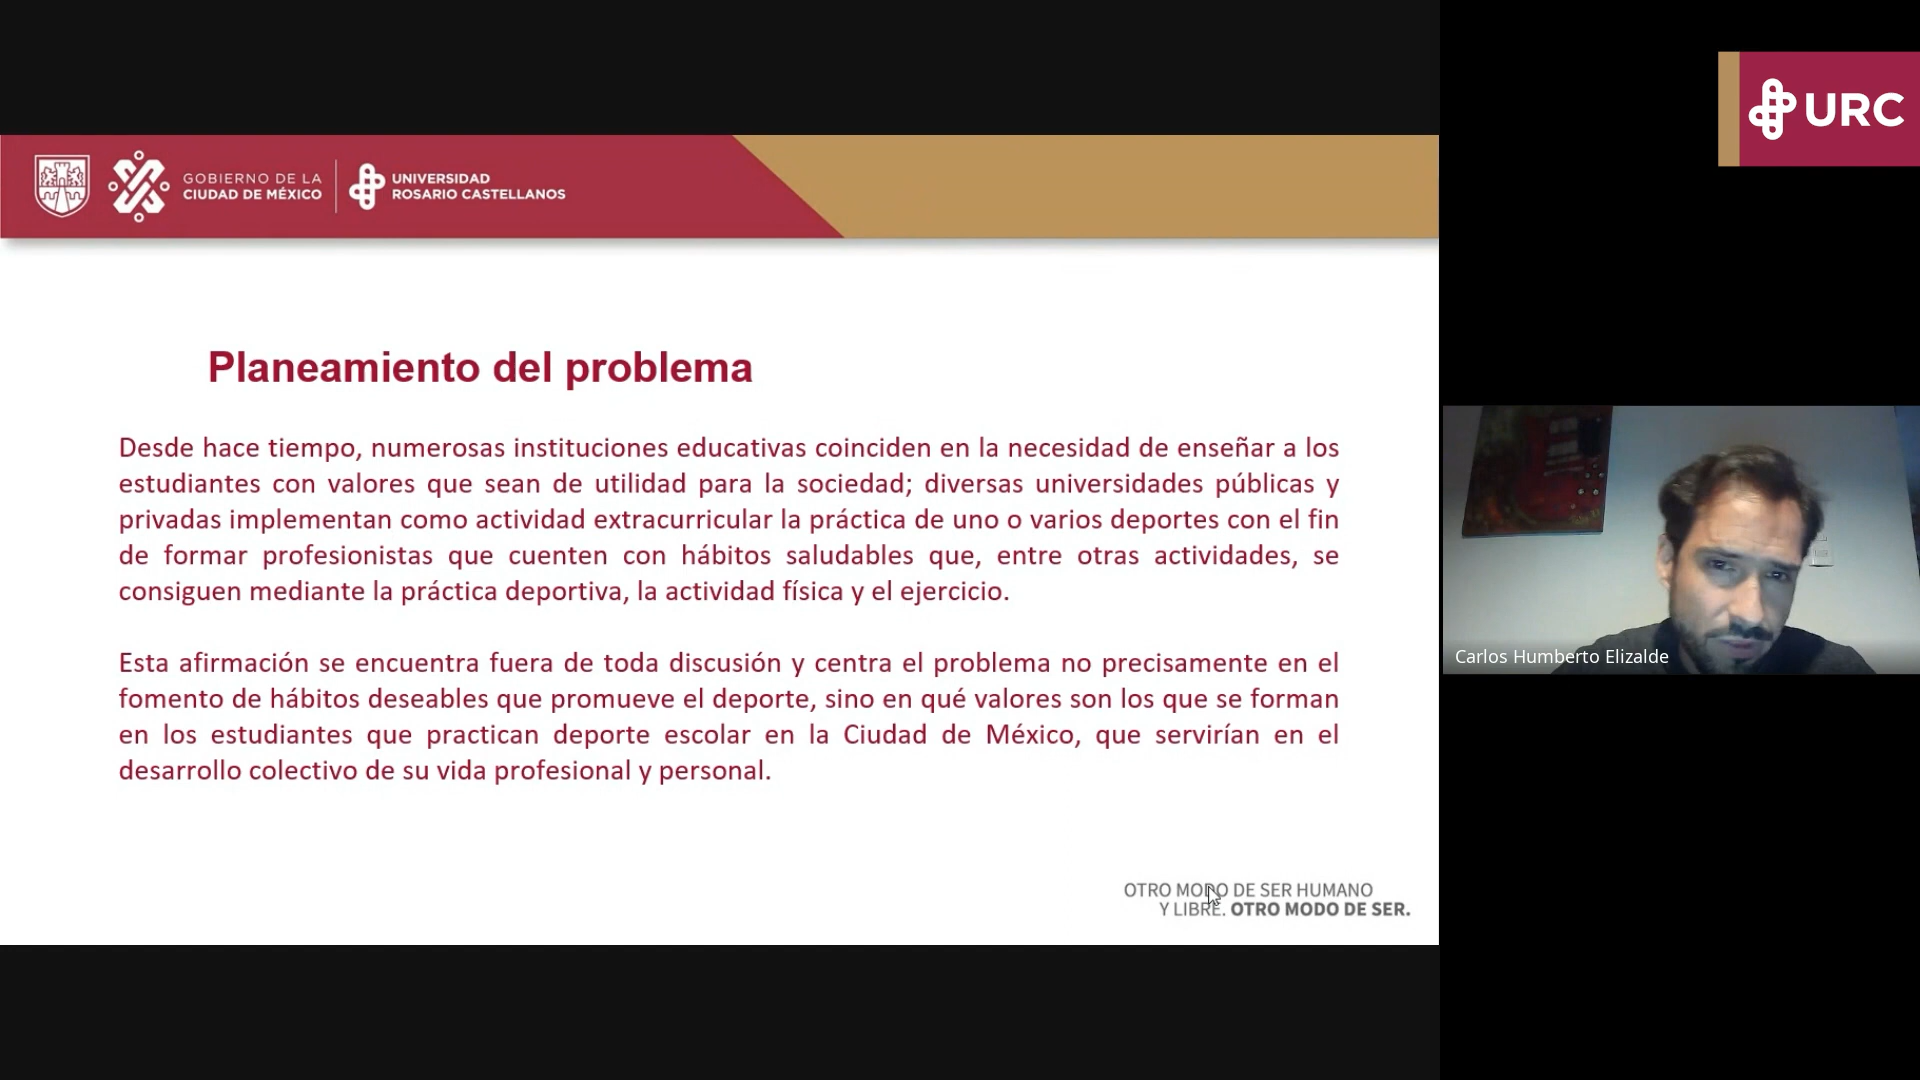 GOBIERNO DE LA
CIUDAD DE MÉXICO
UNIVERSIDAD
ROSARIO CASTELLANOS
URC
Planeamiento del problema
Desde hace tiempo, numerosas instituciones educativas coinciden en la necesidad de enseñar a los
estudiantes con valores que sean de utilidad para la sociedad; diversas universidades públicas y
privadas implementan como actividad extracurricular la práctica de uno o varios deportes con el fin
de formar profesionistas que cuenten con hábitos saludables que, entre otras actividades, se
consiguen mediante la práctica deportiva, la actividad física y el ejercicio.
Esta afirmación se encuentra fuera de toda discusión y centra el problema no precisamente en el
fomento de hábitos deseables que promueve el deporte, sino en qué valores son los que se forman
en los estudiantes que practican deporte escolar en la Ciudad de México, que servirían en el
desarrollo colectivo de su vida profesional y personal.
OTRO MODO DE SER HUMANO
Y LIBRE. OTRO MODO DE SER.
Carlos Humberto Elizalde